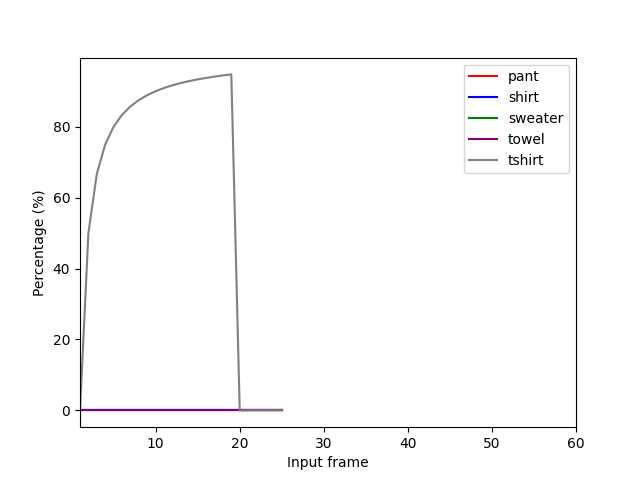 pant
shirt
sweater
towel
tshirt
Percentage (%)
80
60
40
20
0
10 20 30 40 50 60
Input frame